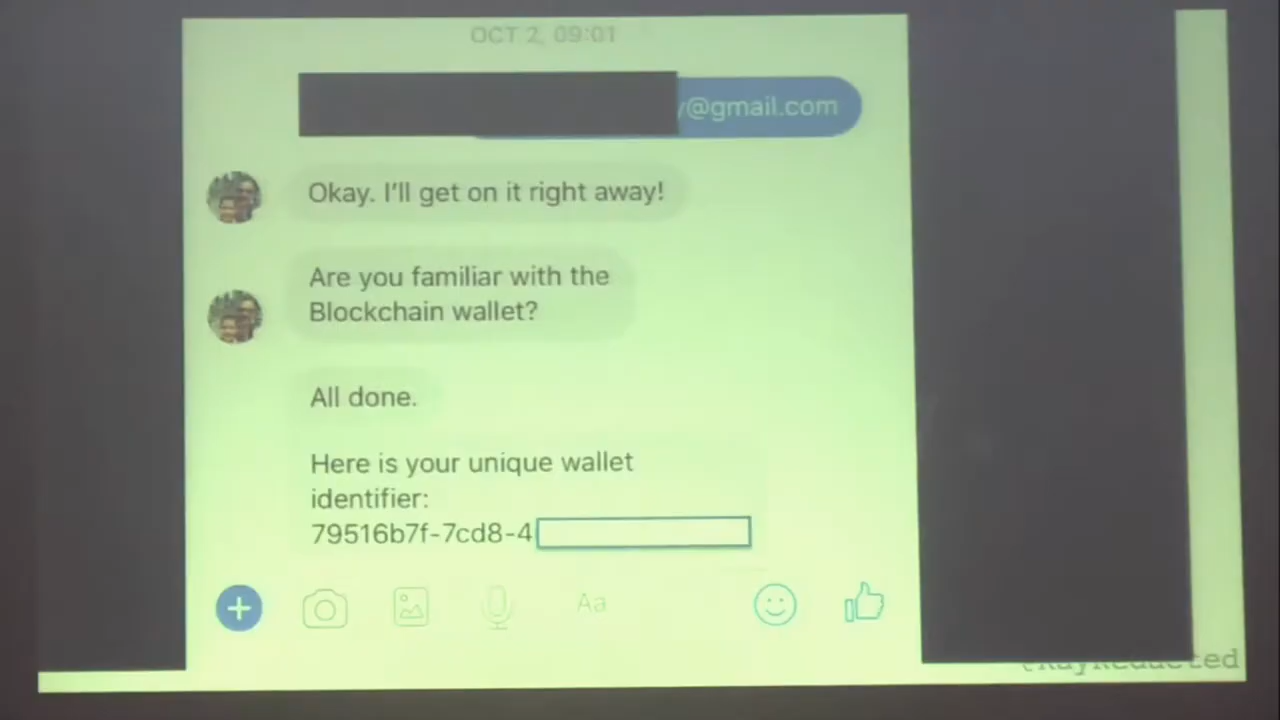 OCT 2, 09:01
y@gmail.com
Okay. I'll get on it right away!
Are you familiar with the
Blockchain wallet?
All done.
Here is your unique wallet
identifier:
79516b7f-7cd8-4
Aa